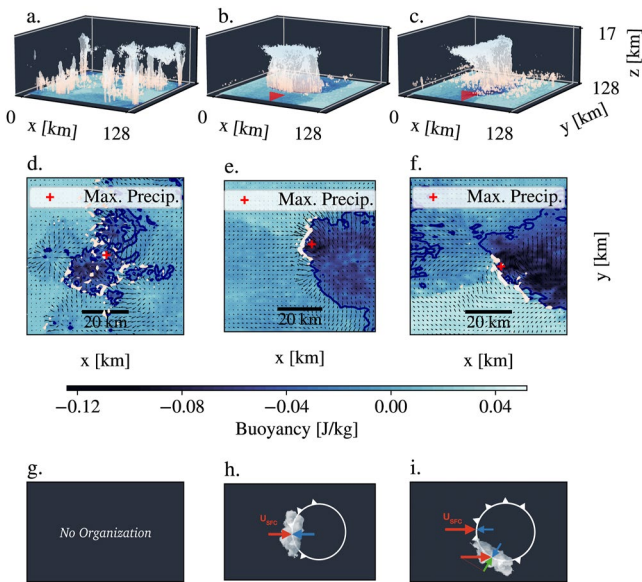 a.
b.
c.
17
z [km]
128
0
x [km]
128
0
x [km]
128
y [km]
d.
e.
f.
Max. Precip.
Max. Precip.
Max. Precip.
y [km]
20 km
20 km
20 km
x [km]
x [km]
x [km]
−0.12
−0.08
−0.04
0.00
0.04
Buoyancy [J/kg]
g.
h.
i.
No Organization
U_SFC
U_SFC